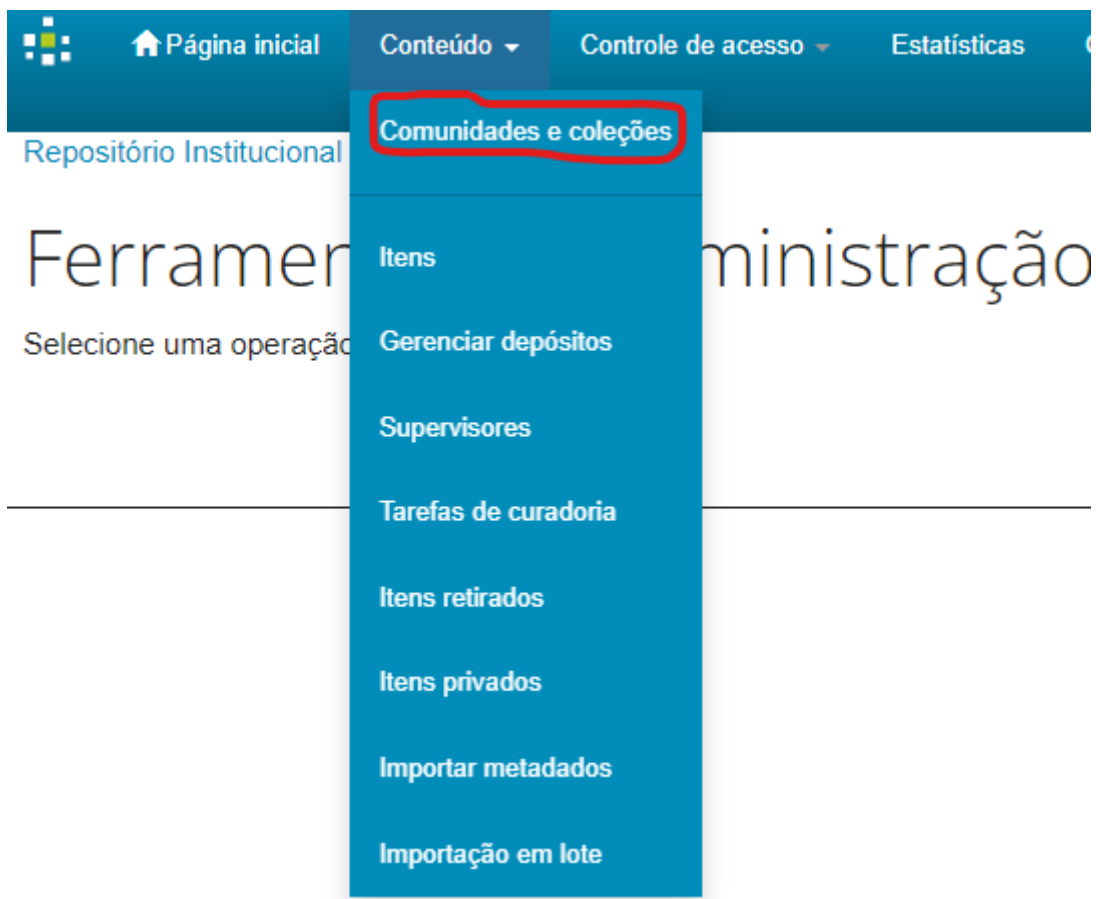 Página inicial
Conteúdo
Controle de acesso
Estatísticas
Comunidades e coleções
Repositório Institucional
Ferramen
ministração
Selecione uma operação
Itens
Gerenciar depósitos
Supervisores
Tarefas de curadoria
Itens retirados
Itens privados
Importar metadados
Importação em lote